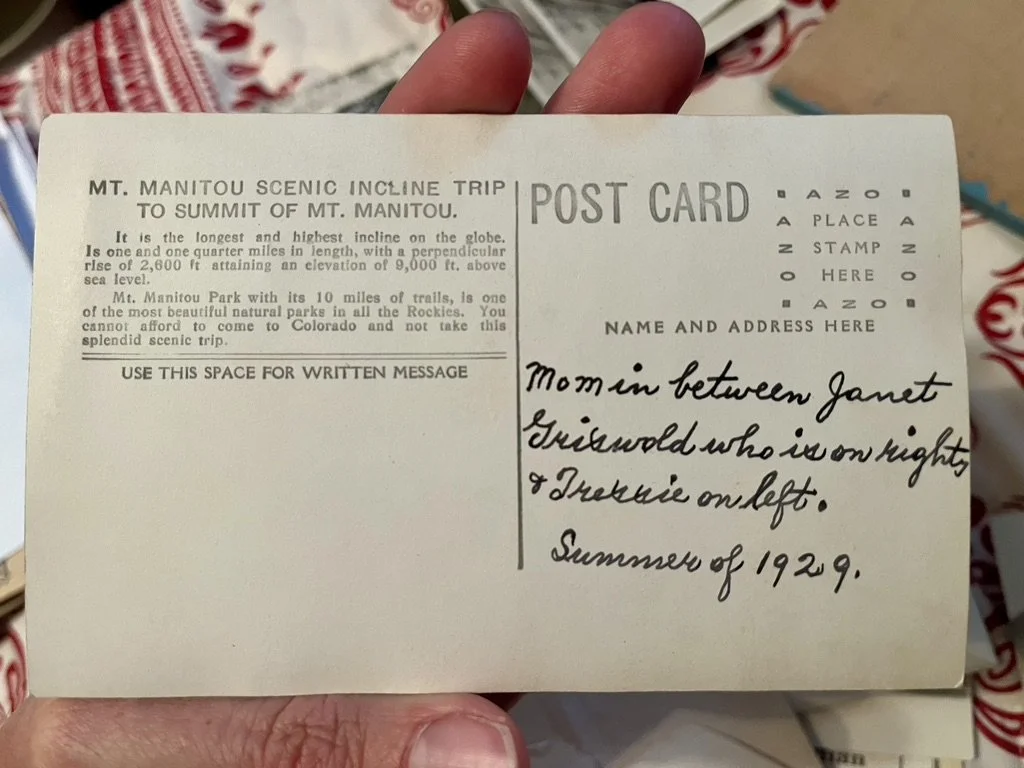 MT. MANITOU SCENIC INCLINE TRIP
TO SUMMIT OF MT. MANITOU.
It is the longest and highest incline on the globe.
Is one and one quarter miles in length, with a perpendicular
rise of 2,600 ft attaining an elevation of 9,000 ft. above
sea level.
Mt. Manitou Park with its 10 miles of trails, is one
of the most beautiful natural parks in all the Rockies. You
cannot afford to come to Colorado and not take this
splendid scenic trip.
USE THIS SPACE FOR WRITTEN MESSAGE
POST CARD
AZO
A PLACE A
Z STAMP Z
O HERE O
AZO
NAME AND ADDRESS HERE
Mom in between Janet
Griswold who is on right,
& Tressie on left.
Summer of 1929.